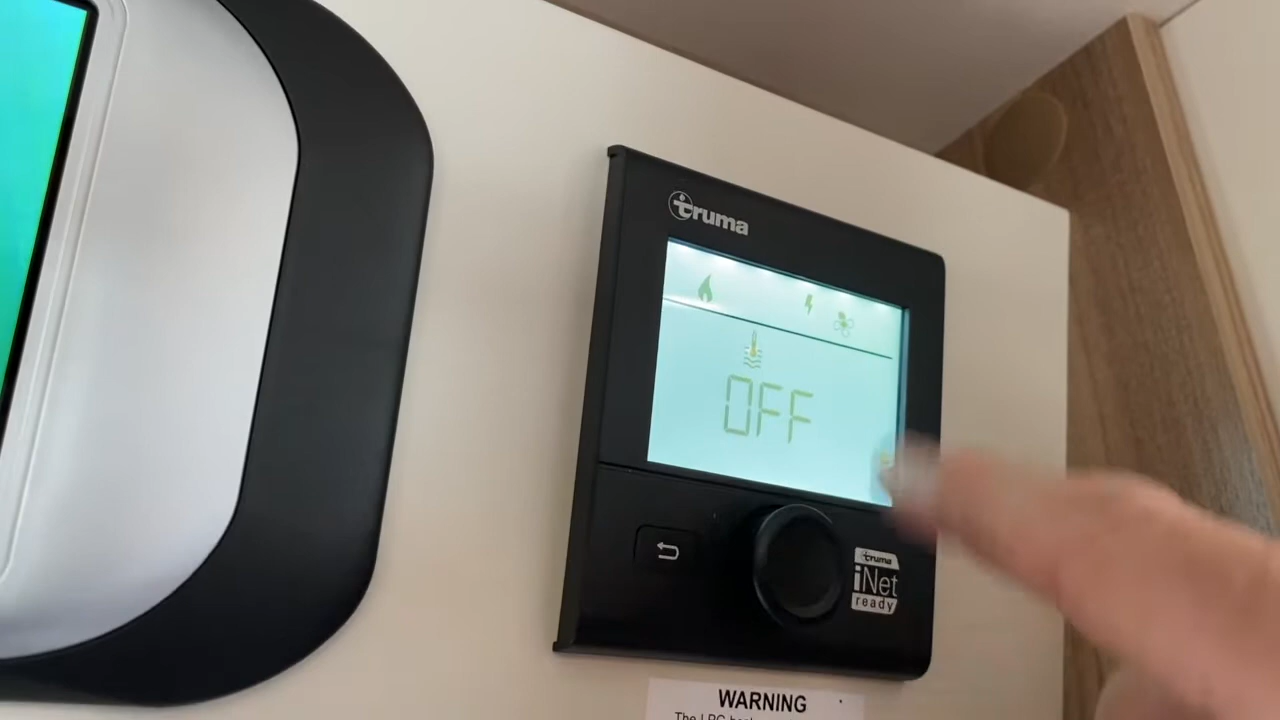 truma
OFF
truma
iNet
ready
WARNING
The LPG